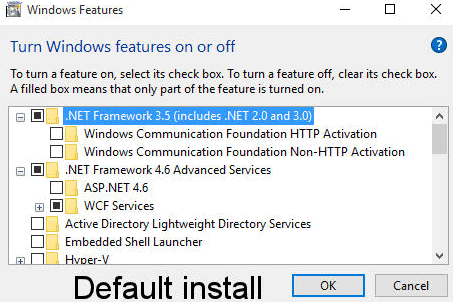 Windows Features
Turn Windows features on or off
To turn a feature on, select its check box. To turn a feature off, clear its check box.
A filled box means that only part of the feature is turned on.
.NET Framework 3.5 (includes .NET 2.0 and 3.0)
Windows Communication Foundation HTTP Activation
Windows Communication Foundation Non-HTTP Activation
.NET Framework 4.6 Advanced Services
ASP.NET 4.6
WCF Services
Active Directory Lightweight Directory Services
Embedded Shell Launcher
Hyper-V
Default install
OK
Cancel